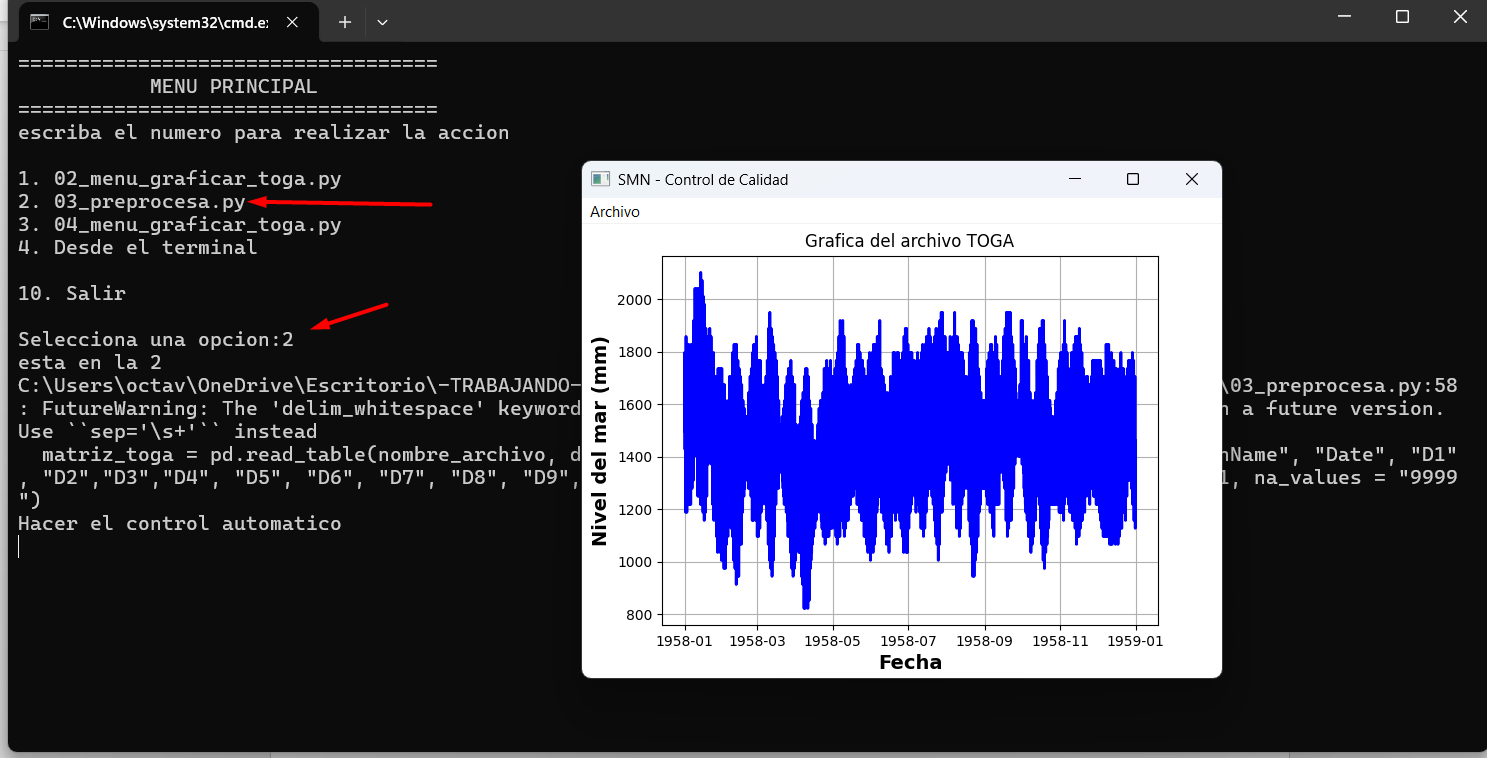 C:\Windows\system32\cmd.e
===================================
MENU PRINCIPAL
===================================
escriba el numero para realizar la accion
1. 02_menu_graficar_toga.py
2. 03_preprocesa.py
3. 04_menu_graficar_toga.py
4. Desde el terminal
10. Salir
Selecciona una opcion:2
esta en la 2
C:\Users\octav\OneDrive\Escritorio\-TRABAJANDO- \03_preprocesa.py:58
: FutureWarning: The 'delim_whitespace' keyword n a future version.
Use ``sep='\s+'`` instead
matriz_toga = pd.read_table(nombre_archivo, d nName", "Date", "D1"
, "D2","D3","D4", "D5", "D6", "D7", "D8", "D9", , na_values = "9999
")
Hacer el control automatico
SMN - Control de Calidad
Archivo
Grafica del archivo TOGA
Nivel del mar (mm)
2000
1800
1600
1400
1200
1000
800
1958-01 1958-03 1958-05 1958-07 1958-09 1958-11 1959-01
Fecha